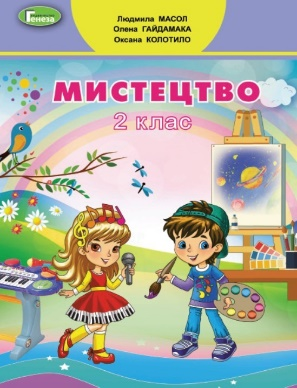 Генеза
Людмила МАСОЛ
Олена ГАЙДАМАКА
Оксана КОЛОТИЛО
МИСТЕЦТВО
2 клас